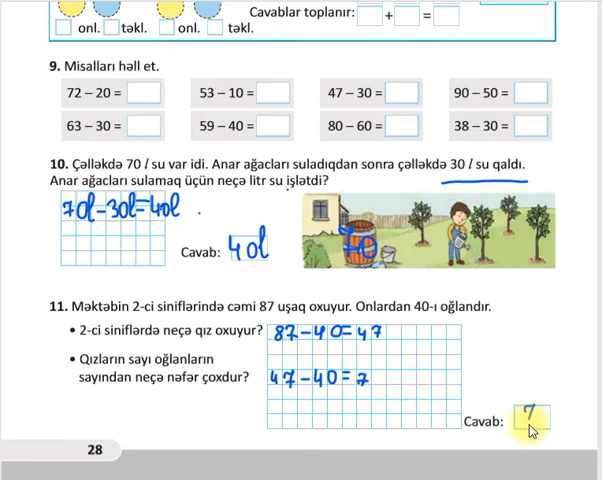 Cavablar toplanır: + =
onl. təkl. onl. təkl.
9. Misalları həll et.
72 – 20 = 53 – 10 = 47 – 30 = 90 – 50 =
63 – 30 = 59 – 40 = 80 – 60 = 38 – 30 =
10. Çəlləkdə 70 l su var idi. Anar ağacları suladıqdan sonra çəlləkdə 30 l su qaldı.
Anar ağacları sulamaq üçün neçə litr su işlətdi?
70l – 30l = 40l
Cavab: 40l
70
11. Məktəbin 2-ci siniflərində cəmi 87 uşaq oxuyur. Onlardan 40-ı oğlandır.
• 2-ci siniflərdə neçə qız oxuyur? 87 – 40 = 47
• Qızların sayı oğlanların
sayından neçə nəfər çoxdur? 47 – 40 = 7
Cavab: 7
28